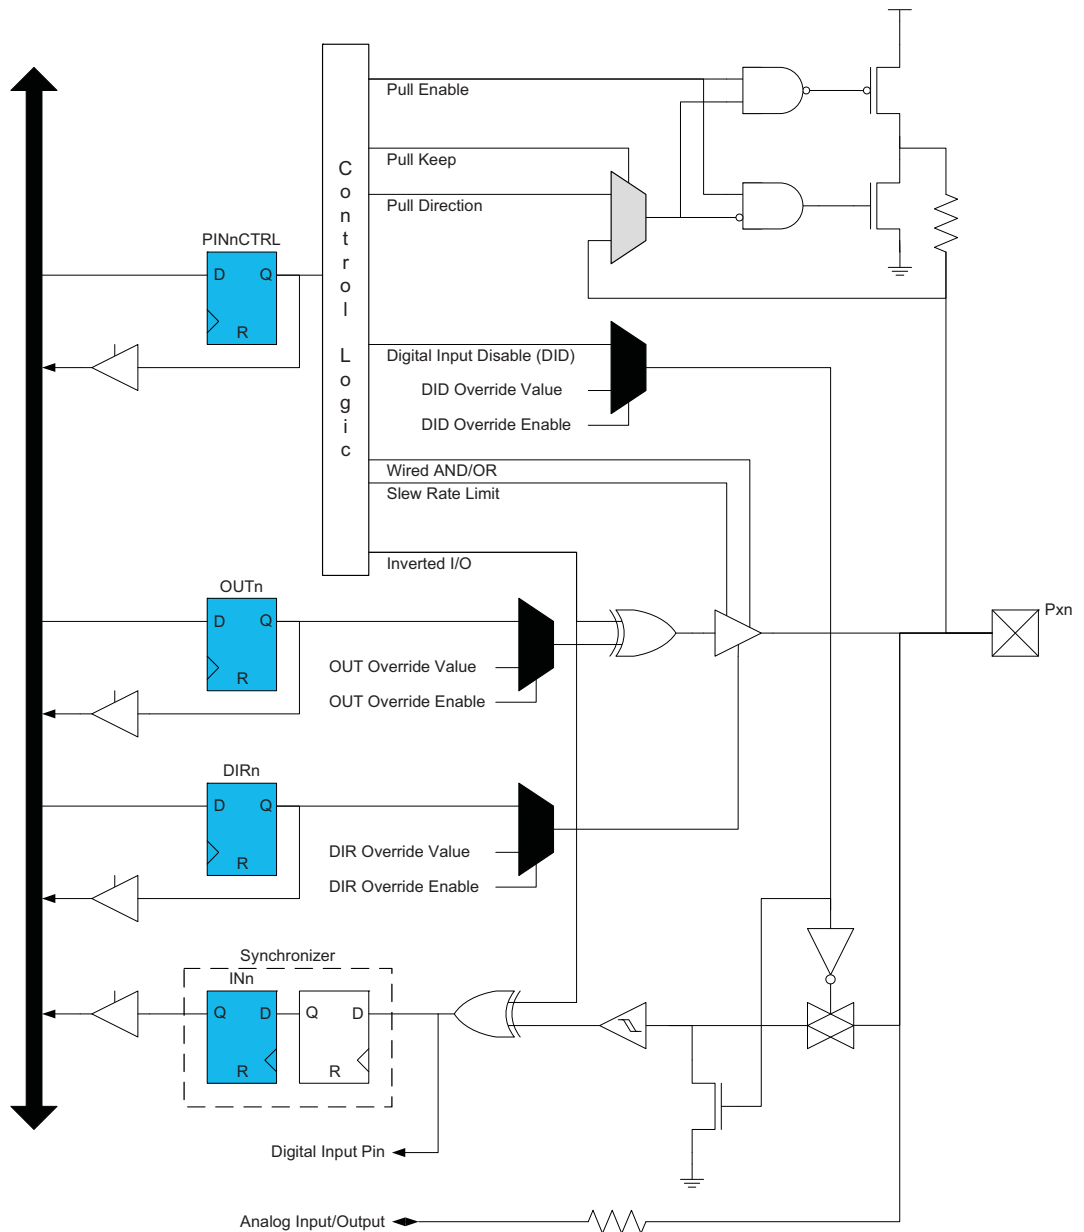 Pull Enable
Pull Keep
Pull Direction
Control Logic
PINnCTRL
D Q
R
Digital Input Disable (DID)
DID Override Value
DID Override Enable
Wired AND/OR
Slew Rate Limit
Inverted I/O
OUTn
D Q
R
Pxn
OUT Override Value
OUT Override Enable
DIRn
D Q
R
DIR Override Value
DIR Override Enable
Synchronizer
INn
Q D
R
Q D
R
Digital Input Pin
Analog Input/Output